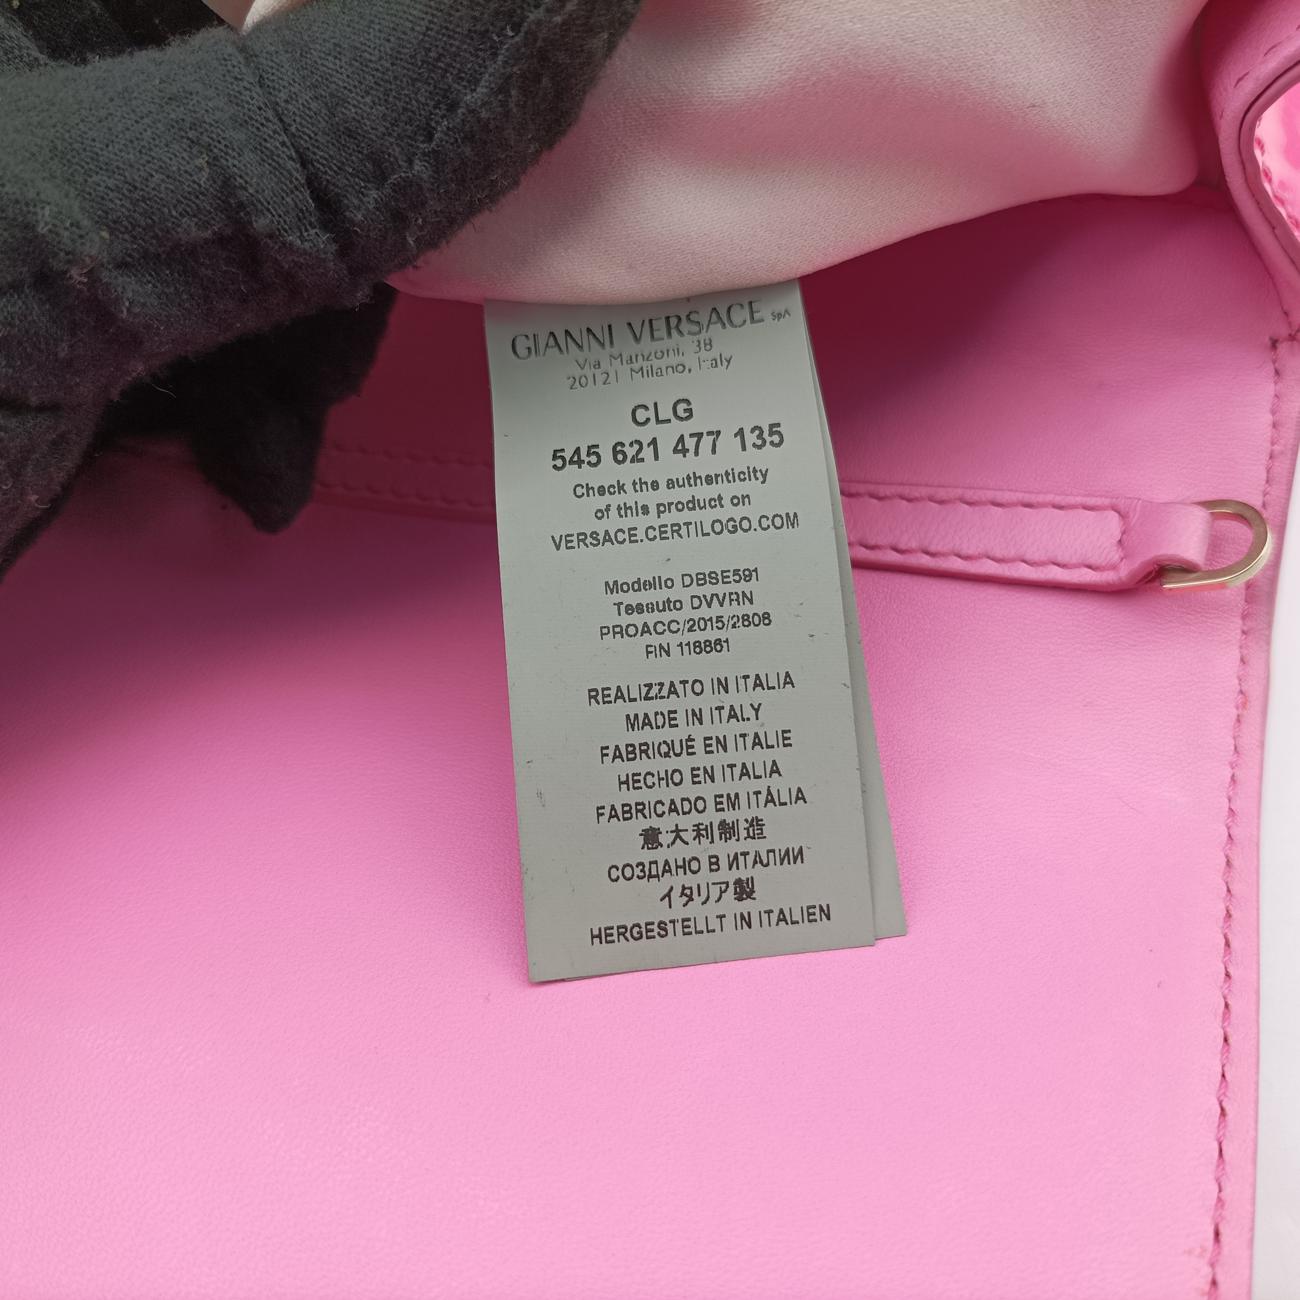 GIANNI VERSACE SpA
Via Manzoni, 38
20121 Milano, Italy
CLG
545 621 477 135
Check the authenticity
of this product on
VERSACE.CERTILOGO.COM
Modello DBSE591
Tessuto DVVRN
PROACC/2015/2808
FIN 118861
REALIZZATO IN ITALIA
MADE IN ITALY
FABRIQUÉ EN ITALIE
HECHO EN ITALIA
FABRICADO EM ITÁLIA
意大利制造
СОЗДАНО В ИТАЛИИ
イタリア製
HERGESTELLT IN ITALIEN